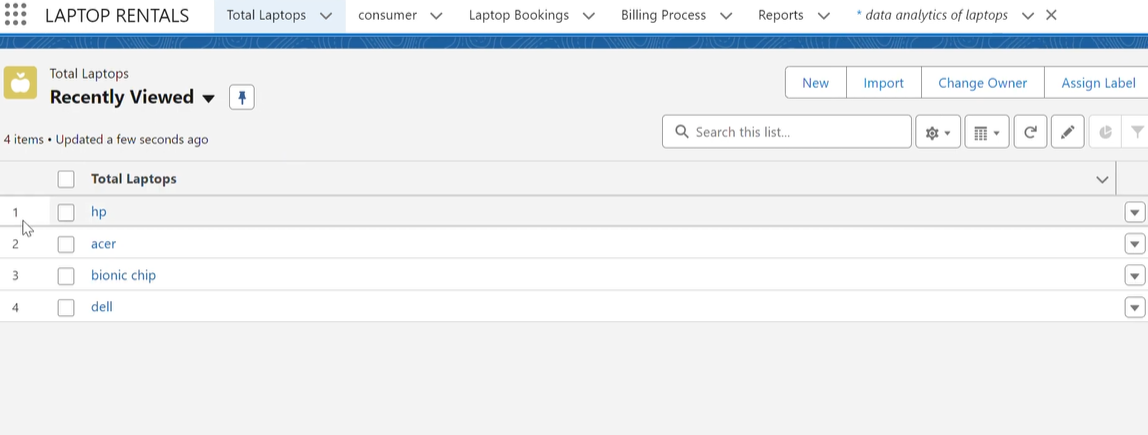 LAPTOP RENTALS Total Laptops consumer Laptop Bookings Billing Process Reports * data analytics of laptops
Total Laptops
Recently Viewed
New Import Change Owner Assign Label
4 items • Updated a few seconds ago
Search this list...
Total Laptops
1 hp
2 acer
3 bionic chip
4 dell